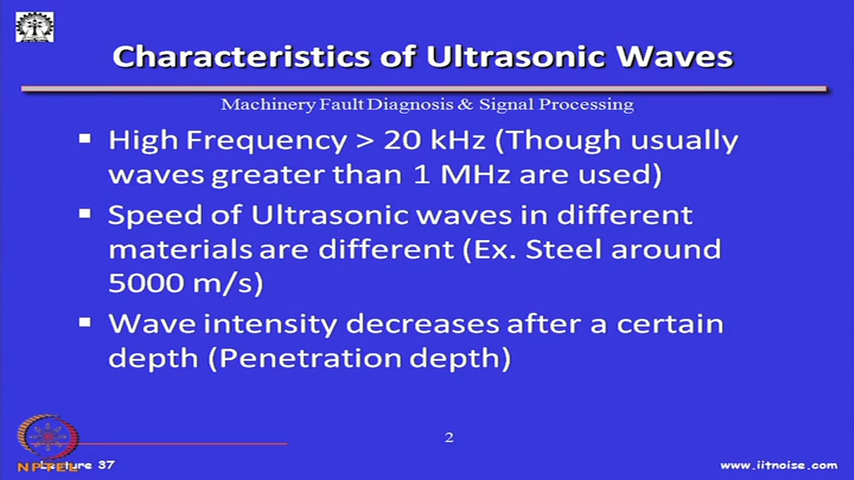 Characteristics of Ultrasonic Waves
Machinery Fault Diagnosis & Signal Processing
High Frequency > 20 kHz (Though usually
waves greater than 1 MHz are used)
Speed of Ultrasonic waves in different
materials are different (Ex. Steel around
5000 m/s)
Wave intensity decreases after a certain
depth (Penetration depth)
2
NPTEL
Lecture 37
www.iitnoise.com